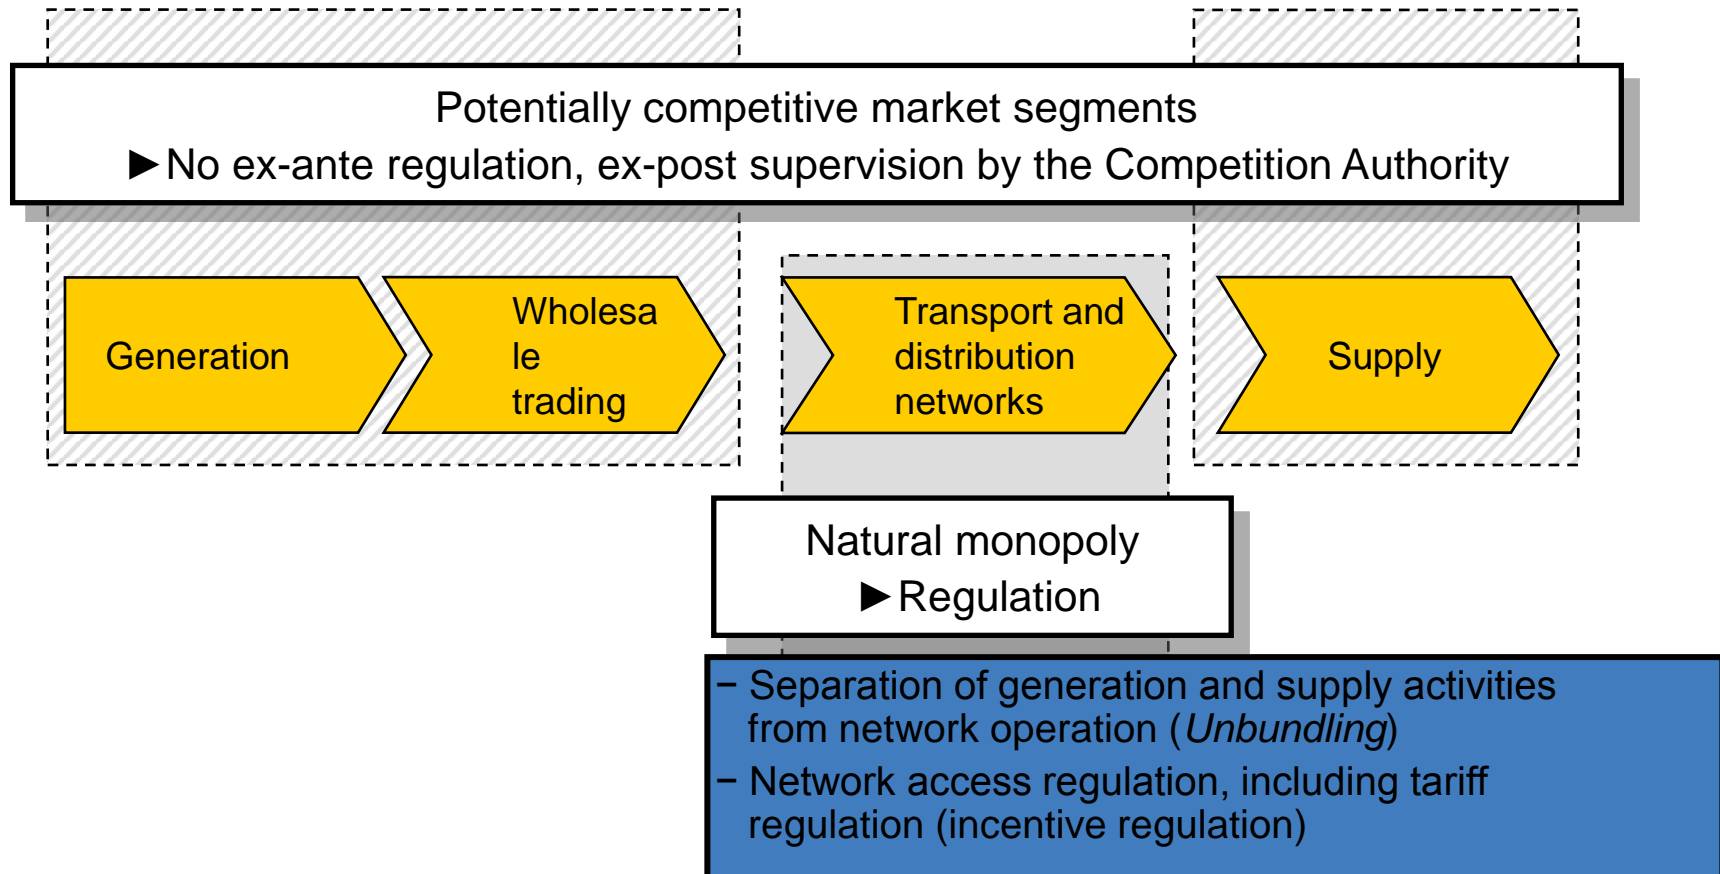 Potentially competitive market segments
►No ex-ante regulation, ex-post supervision by the Competition Authority
Generation
Wholesa
le
trading
Transport and
distribution
networks
Supply
Natural monopoly
►Regulation
− Separation of generation and supply activities
from network operation (Unbundling)
− Network access regulation, including tariff
regulation (incentive regulation)